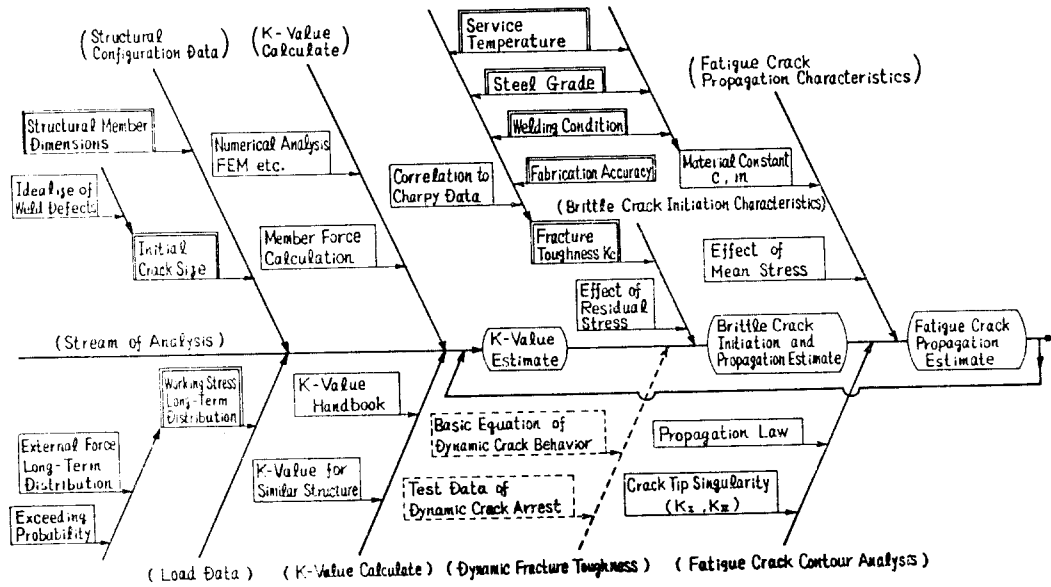 (Structural
Configuration Data)
(K-Value
Calculate)
Service
Temperature
Steel Grade
Welding Condition
Fabrication Accuracy
(Fatigue Crack
Propagation Characteristics)
Structural Member
Dimensions
Idealise of
Weld Defects
Initial
Crack Size
Numerical Analysis
FEM etc.
Member Force
Calculation
Correlation to
Charpy Data
Material Constant
C, m
(Brittle Crack Initiation Characteristics)
Fracture
Toughness Kc
Effect of
Residual
Stress
Effect of
Mean Stress
(Stream of Analysis)
K-Value
Estimate
Brittle Crack
Initiation and
Propagation Estimate
Fatigue Crack
Propagation
Estimate
Working Stress
Long-Term
Distribution
External Force
Long-Term
Distribution
Exceeding
Probability
K-Value
Handbook
K-Value for
Similar Structure
Basic Equation of
Dynamic Crack Behavior
Test Data of
Dynamic Crack Arrest
Propagation Law
Crack Tip Singularity
(KI, KII)
(Load Data)
(K-Value Calculate)
(Dynamic Fracture Toughness)
(Fatigue Crack Contour Analysis)